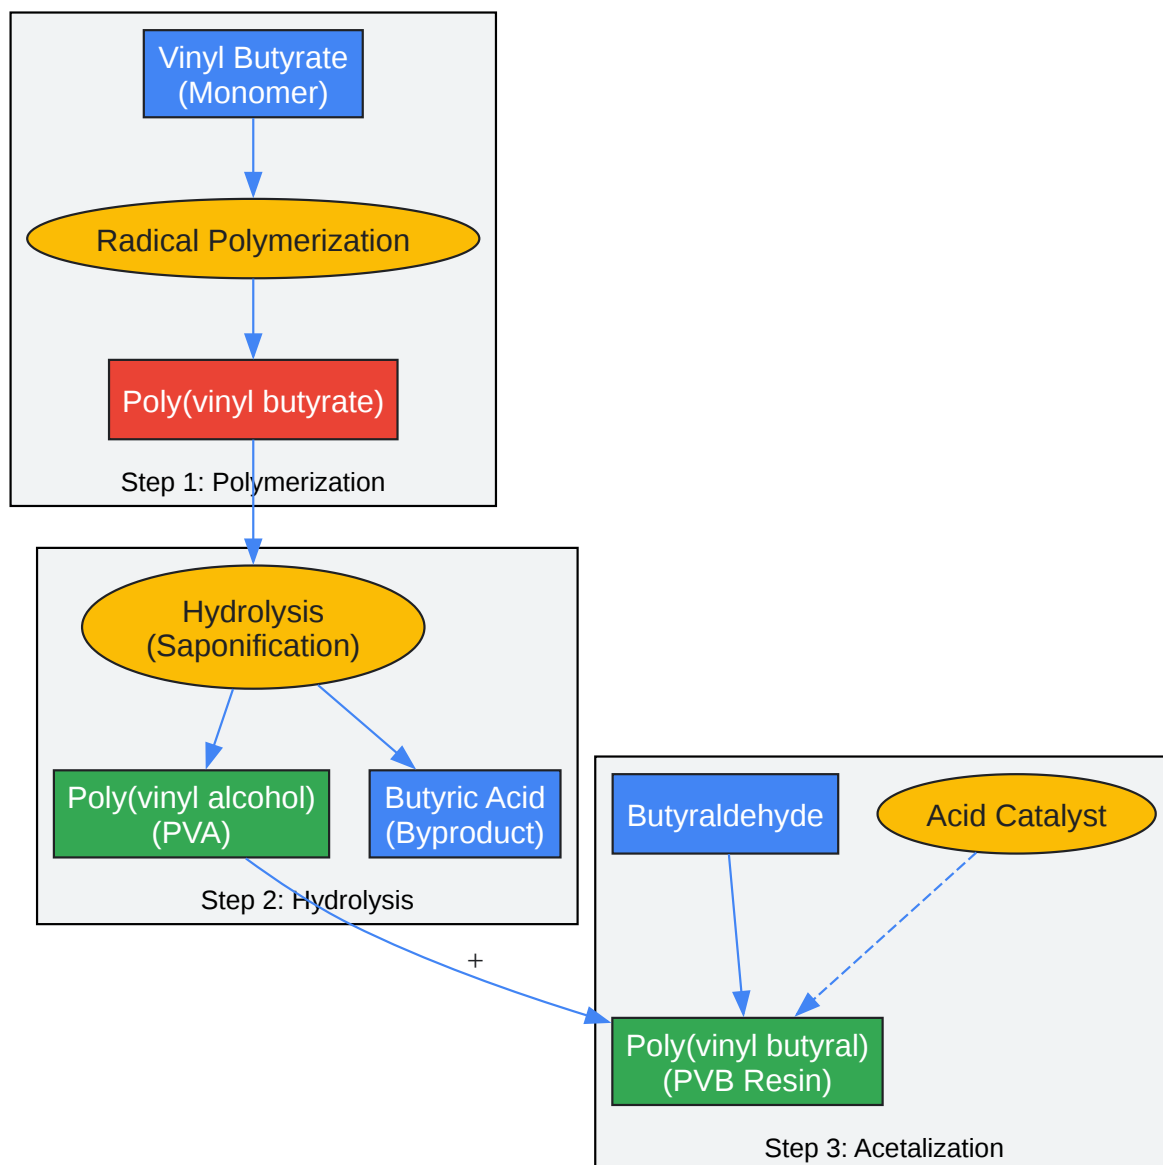 Vinyl Butyrate
(Monomer)
Radical Polymerization
Poly(vinyl butyrate)
Step 1: Polymerization
Hydrolysis
(Saponification)
Poly(vinyl alcohol)
(PVA)
Butyric Acid
(Byproduct)
Step 2: Hydrolysis
+
Butyraldehyde
Acid Catalyst
Poly(vinyl butyral)
(PVB Resin)
Step 3: Acetalization